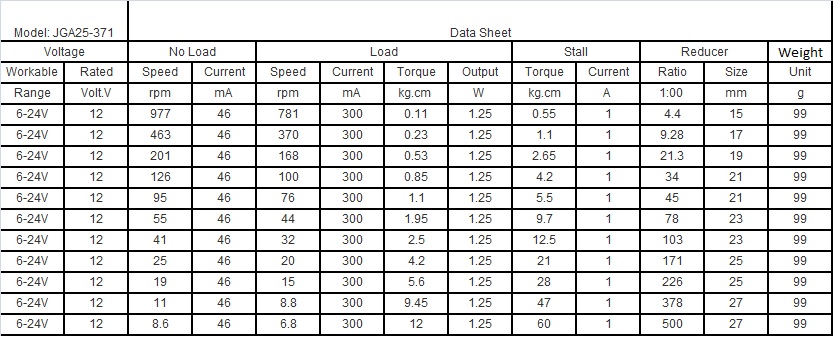 Model: JGA25-371 Data Sheet
Voltage No Load Load Stall Reducer Weight
Workable Rated Speed Current Speed Current Torque Output Torque Current Ratio Size Unit
Range Volt.V rpm mA rpm mA kg.cm W kg.cm A 1:00 mm g
6-24V 12 977 46 781 300 0.11 1.25 0.55 1 4.4 15 99
6-24V 12 463 46 370 300 0.23 1.25 1.1 1 9.28 17 99
6-24V 12 201 46 168 300 0.53 1.25 2.65 1 21.3 19 99
6-24V 12 126 46 100 300 0.85 1.25 4.2 1 34 21 99
6-24V 12 95 46 76 300 1.1 1.25 5.5 1 45 21 99
6-24V 12 55 46 44 300 1.95 1.25 9.7 1 78 23 99
6-24V 12 41 46 32 300 2.5 1.25 12.5 1 103 23 99
6-24V 12 25 46 20 300 4.2 1.25 21 1 171 25 99
6-24V 12 19 46 15 300 5.6 1.25 28 1 226 25 99
6-24V 12 11 46 8.8 300 9.45 1.25 47 1 378 27 99
6-24V 12 8.6 46 6.8 300 12 1.25 60 1 500 27 99